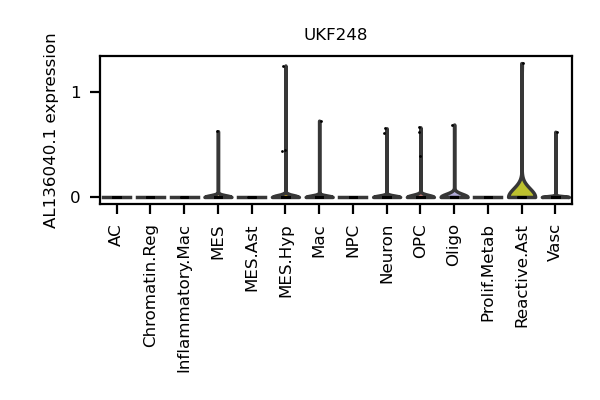 UKF248
AL136040.1 expression
1
0
AC
Chromatin.Reg
Inflammatory.Mac
MES
MES.Ast
MES.Hyp
Mac
NPC
Neuron
OPC
Oligo
Prolif.Metab
Reactive.Ast
Vasc